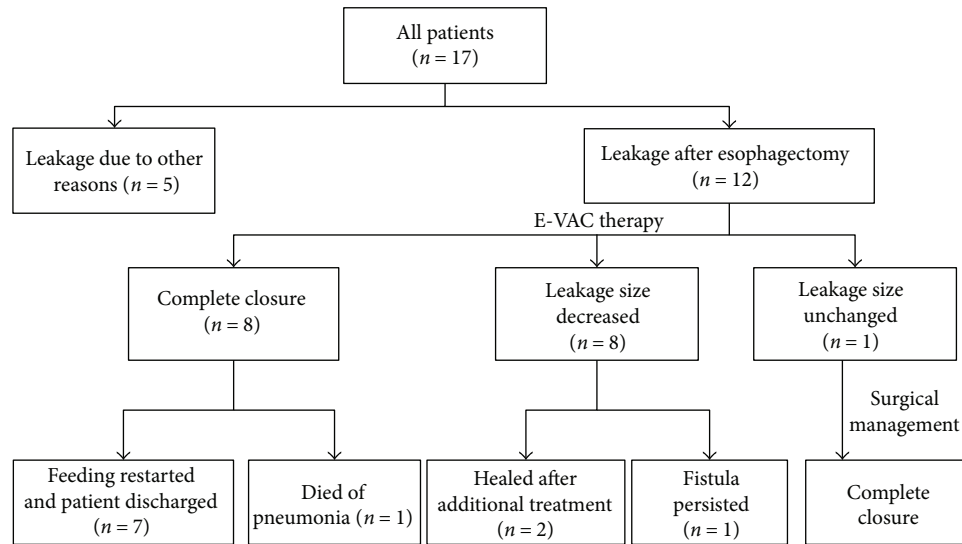 All patients
(n = 17)
Leakage due to other
reasons (n = 5)
Leakage after esophagectomy
(n = 12)
E-VAC therapy
Complete closure
(n = 8)
Leakage size
decreased
(n = 8)
Leakage size
unchanged
(n = 1)
Surgical
management
Feeding restarted
and patient discharged
(n = 7)
Died of
pneumonia (n = 1)
Healed after
additional treatment
(n = 2)
Fistula
persisted
(n = 1)
Complete
closure